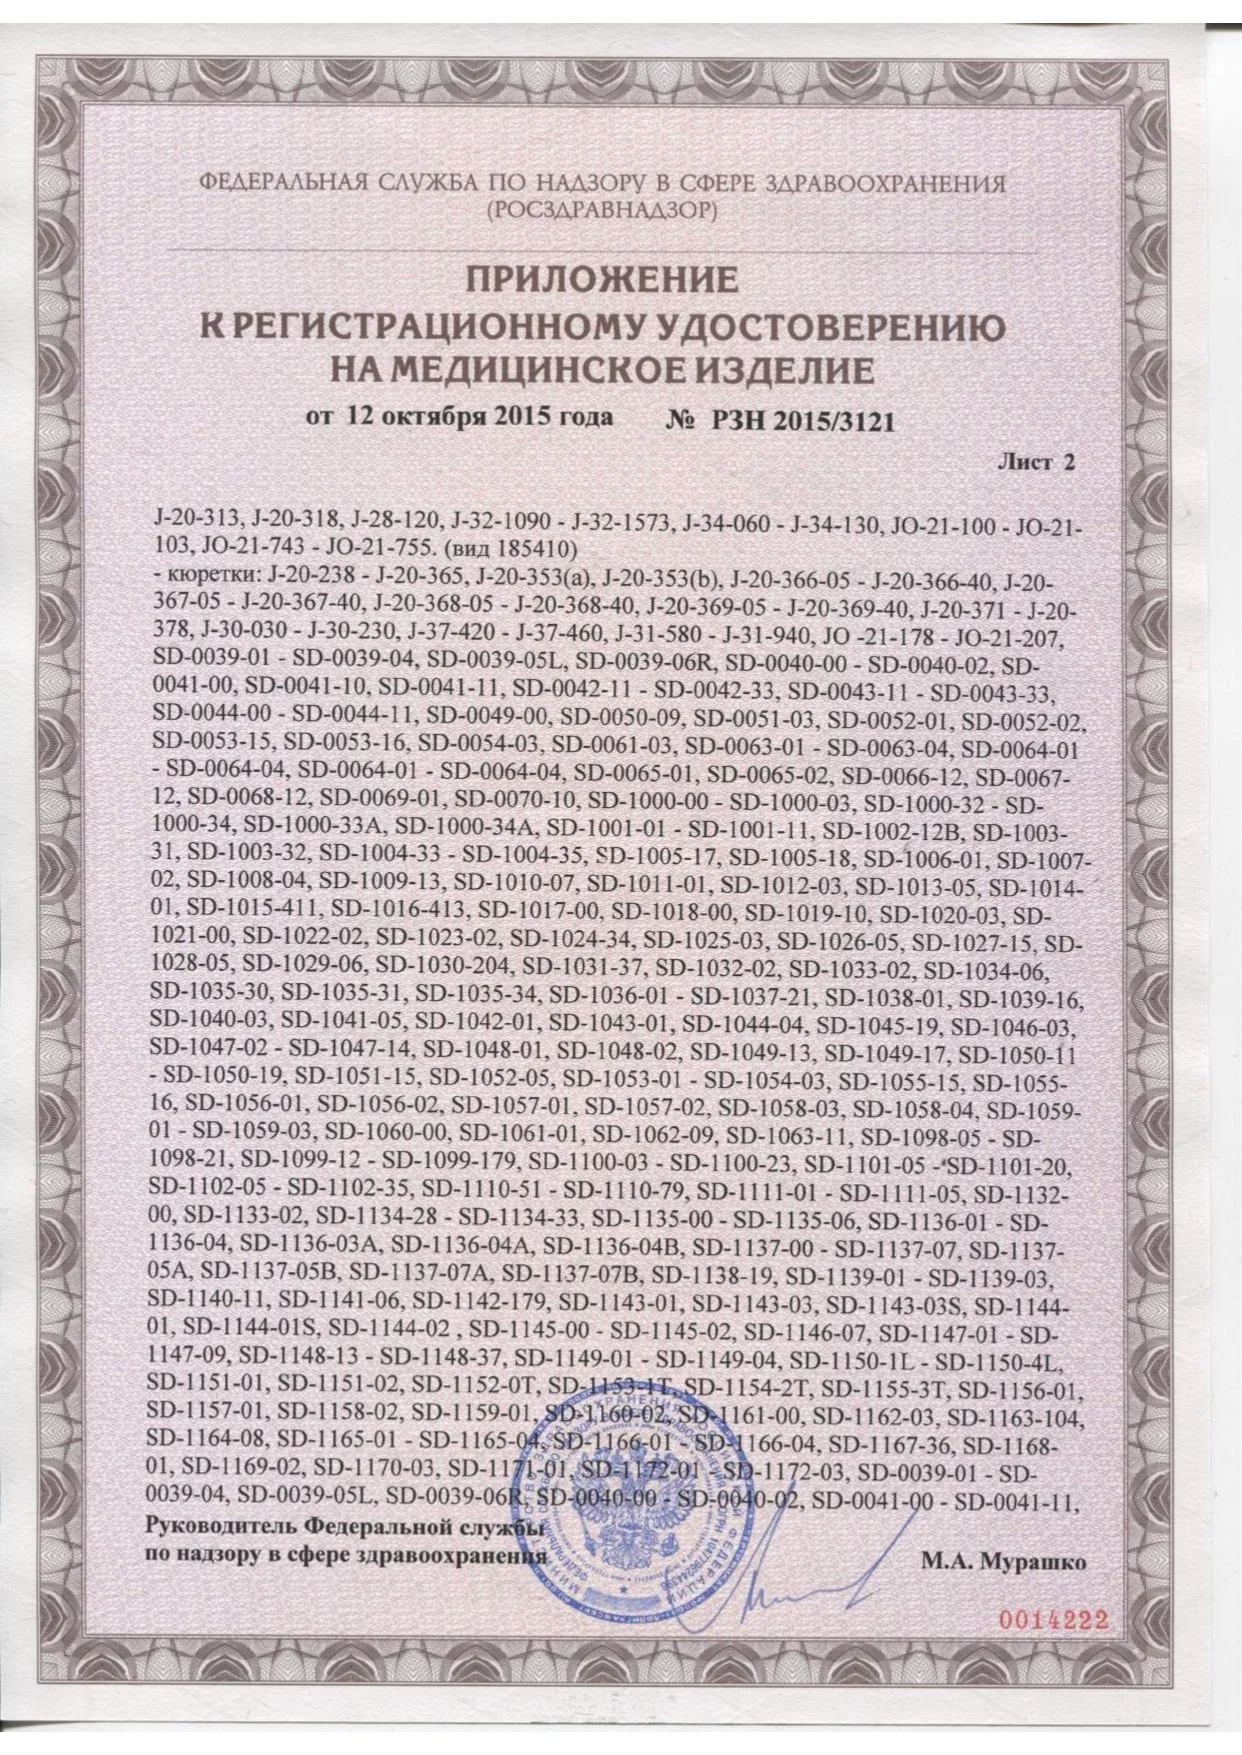 ФЕДЕРАЛЬНАЯ СЛУЖБА ПО НАДЗОРУ В СФЕРЕ ЗДРАВООХРАНЕНИЯ
(РОСЗДРАВНАДЗОР)
ПРИЛОЖЕНИЕ
К РЕГИСТРАЦИОННОМУ УДОСТОВЕРЕНИЮ
НА МЕДИЦИНСКОЕ ИЗДЕЛИЕ
от 12 октября 2015 года № РЗН 2015/3121
Лист 2
J-20-313, J-20-318, J-28-120, J-32-1090 - J-32-1573, J-34-060 - J-34-130, JO-21-100 - JO-21-
103, JO-21-743 - JO-21-755. (вид 185410)
- кюретки: J-20-238 - J-20-365, J-20-353(a), J-20-353(b), J-20-366-05 - J-20-366-40, J-20-
367-05 - J-20-367-40, J-20-368-05 - J-20-368-40, J-20-369-05 - J-20-369-40, J-20-371 - J-20-
378, J-30-030 - J-30-230, J-37-420 - J-37-460, J-31-580 - J-31-940, JO -21-178 - JO-21-207,
SD-0039-01 - SD-0039-04, SD-0039-05L, SD-0039-06R, SD-0040-00 - SD-0040-02, SD-
0041-00, SD-0041-10, SD-0041-11, SD-0042-11 - SD-0042-33, SD-0043-11 - SD-0043-33,
SD-0044-00 - SD-0044-11, SD-0049-00, SD-0050-09, SD-0051-03, SD-0052-01, SD-0052-02,
SD-0053-15, SD-0053-16, SD-0054-03, SD-0061-03, SD-0063-01 - SD-0063-04, SD-0064-01
- SD-0064-04, SD-0064-01 - SD-0064-04, SD-0065-01, SD-0065-02, SD-0066-12, SD-0067-
12, SD-0068-12, SD-0069-01, SD-0070-10, SD-1000-00 - SD-1000-03, SD-1000-32 - SD-
1000-34, SD-1000-33A, SD-1000-34A, SD-1001-01 - SD-1001-11, SD-1002-12B, SD-1003-
31, SD-1003-32, SD-1004-33 - SD-1004-35, SD-1005-17, SD-1005-18, SD-1006-01, SD-1007-
02, SD-1008-04, SD-1009-13, SD-1010-07, SD-1011-01, SD-1012-03, SD-1013-05, SD-1014-
01, SD-1015-411, SD-1016-413, SD-1017-00, SD-1018-00, SD-1019-10, SD-1020-03, SD-
1021-00, SD-1022-02, SD-1023-02, SD-1024-34, SD-1025-03, SD-1026-05, SD-1027-15, SD-
1028-05, SD-1029-06, SD-1030-204, SD-1031-37, SD-1032-02, SD-1033-02, SD-1034-06,
SD-1035-30, SD-1035-31, SD-1035-34, SD-1036-01 - SD-1037-21, SD-1038-01, SD-1039-16,
SD-1040-03, SD-1041-05, SD-1042-01, SD-1043-01, SD-1044-04, SD-1045-19, SD-1046-03,
SD-1047-02 - SD-1047-14, SD-1048-01, SD-1048-02, SD-1049-13, SD-1049-17, SD-1050-11
- SD-1050-19, SD-1051-15, SD-1052-05, SD-1053-01 - SD-1054-03, SD-1055-15, SD-1055-
16, SD-1056-01, SD-1056-02, SD-1057-01, SD-1057-02, SD-1058-03, SD-1058-04, SD-1059-
01 - SD-1059-03, SD-1060-00, SD-1061-01, SD-1062-09, SD-1063-11, SD-1098-05 - SD-
1098-21, SD-1099-12 - SD-1099-179, SD-1100-03 - SD-1100-23, SD-1101-05 - SD-1101-20,
SD-1102-05 - SD-1102-35, SD-1110-51 - SD-1110-79, SD-1111-01 - SD-1111-05, SD-1132-
00, SD-1133-02, SD-1134-28 - SD-1134-33, SD-1135-00 - SD-1135-06, SD-1136-01 - SD-
1136-04, SD-1136-03A, SD-1136-04A, SD-1136-04B, SD-1137-00 - SD-1137-07, SD-1137-
05A, SD-1137-05B, SD-1137-07A, SD-1137-07B, SD-1138-19, SD-1139-01 - SD-1139-03,
SD-1140-11, SD-1141-06, SD-1142-179, SD-1143-01, SD-1143-03, SD-1143-03S, SD-1144-
01, SD-1144-01S, SD-1144-02 , SD-1145-00 - SD-1145-02, SD-1146-07, SD-1147-01 - SD-
1147-09, SD-1148-13 - SD-1148-37, SD-1149-01 - SD-1149-04, SD-1150-1L - SD-1150-4L,
SD-1151-01, SD-1151-02, SD-1152-0T, SD-1153-1T, SD-1154-2T, SD-1155-3T, SD-1156-01,
SD-1157-01, SD-1158-02, SD-1159-01, SD-1160-02, SD-1161-00, SD-1162-03, SD-1163-104,
SD-1164-08, SD-1165-01 - SD-1165-04, SD-1166-01 - SD-1166-04, SD-1167-36, SD-1168-
01, SD-1169-02, SD-1170-03, SD-1171-01, SD-1172-01 - SD-1172-03, SD-0039-01 - SD-
0039-04, SD-0039-05L, SD-0039-06R, SD-0040-00 - SD-0040-02, SD-0041-00 - SD-0041-11,
Руководитель Федеральной службы
по надзору в сфере здравоохранения
М.А. Мурашко
0014222